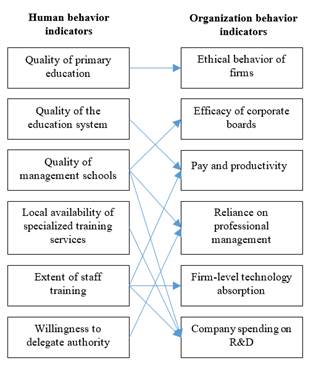 Human behavior
indicators
Organization behavior
indicators
Quality of primary
education
Ethical behavior of
firms
Quality of the
education system
Efficacy of corporate
boards
Quality of
management schools
Pay and productivity
Local availability of
specialized training
services
Reliance on
professional
management
Extent of staff
training
Firm-level technology
absorption
Willingness to
delegate authority
Company spending on
R&D